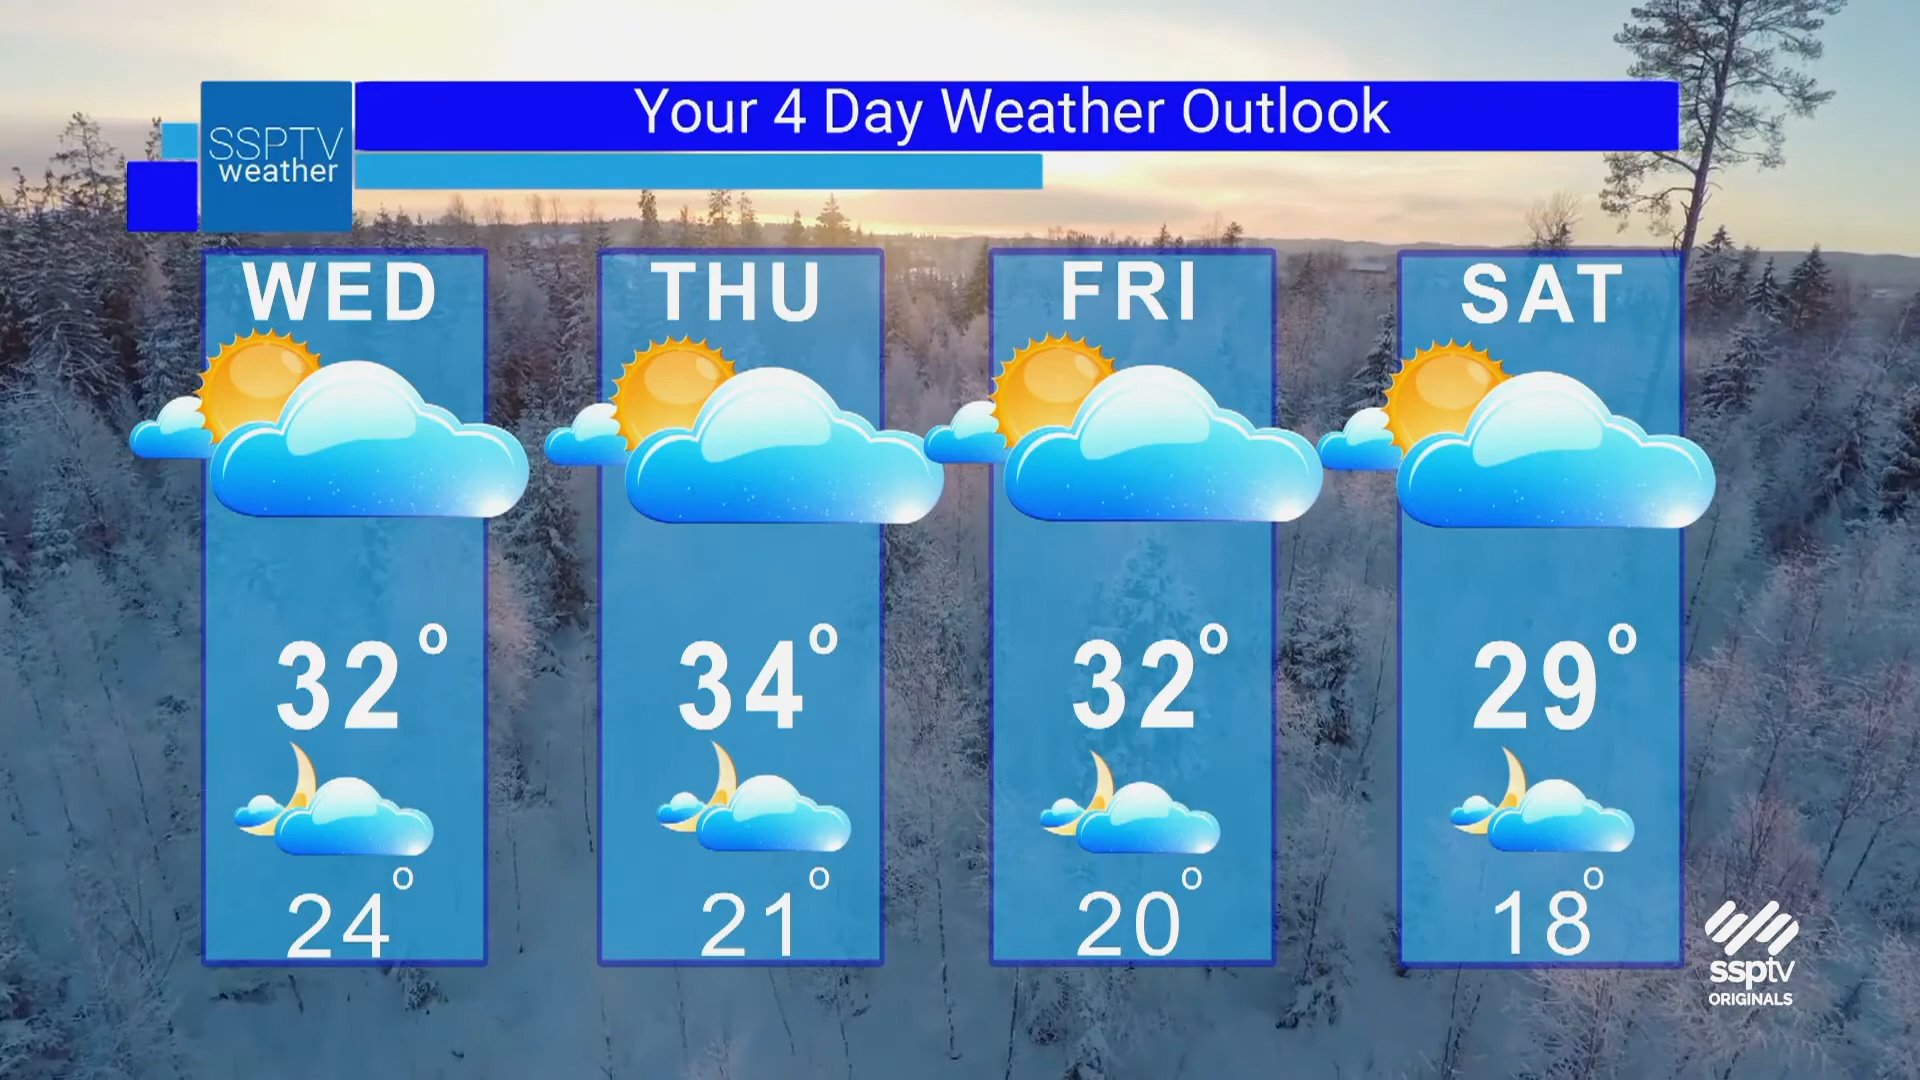 Your 4 Day Weather Outlook
SSPTV
weather
WED
THU
FRI
SAT
32°
34°
32°
29°
24°
21°
20°
18°
ssptv
ORIGINALS